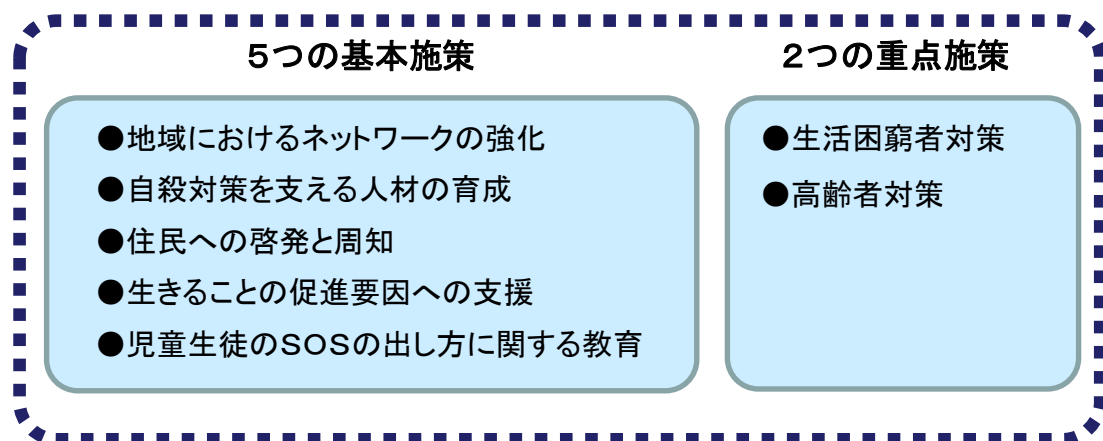 5つの基本施策
●地域におけるネットワークの強化
●自殺対策を支える人材の育成
●住民への啓発と周知
●生きることの促進要因への支援
●児童生徒のSOSの出し方に関する教育
2つの重点施策
●生活困窮者対策
●高齢者対策